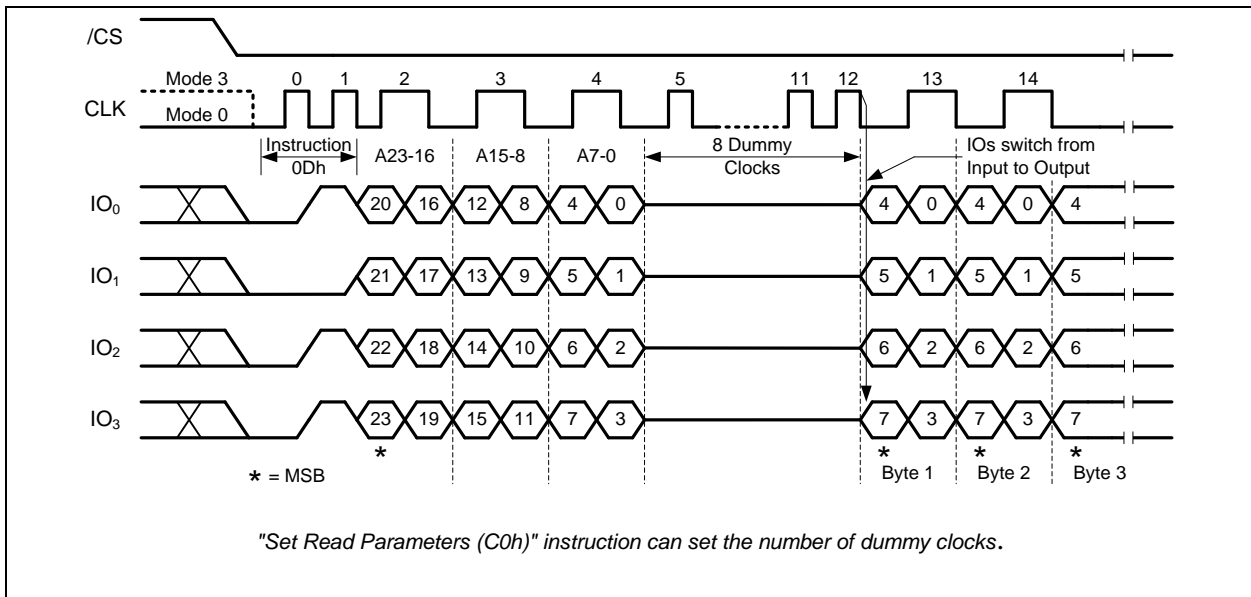 /CS
Mode 3 0 1 2 3 4 5 11 12 13 14
CLK Mode 0
Instruction 0Dh A23-16 A15-8 A7-0 8 Dummy Clocks IOs switch from Input to Output
IO0 20 16 12 8 4 0 4 0 4 0 4
IO1 21 17 13 9 5 1 5 1 5 1 5
IO2 22 18 14 10 6 2 6 2 6 2 6
IO3 23 19 15 11 7 3 7 3 7 3 7
* * * *
* = MSB Byte 1 Byte 2 Byte 3
"Set Read Parameters (C0h)" instruction can set the number of dummy clocks.